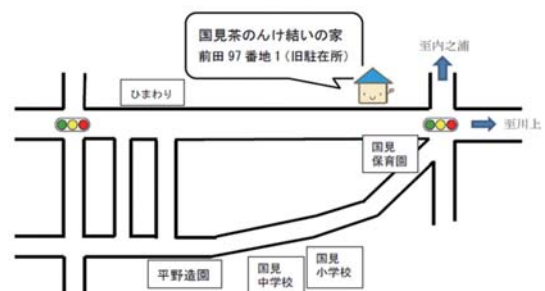 国見茶のんけ結いの家
前田 97 番地 1（旧駐在所）
至内之浦
ひまわり
至川上
国見
保育園
平野造園
国見
中学校
国見
小学校